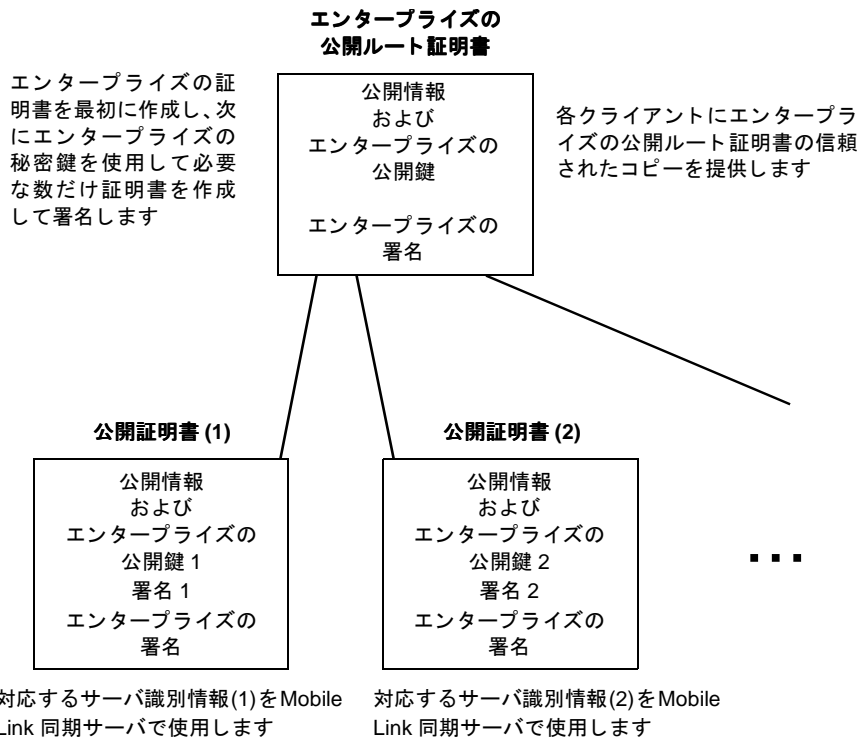 エンタープライズの
公開ルート証明書
エンタープライズの証
明書を最初に作成し、次
にエンタープライズの
秘密鍵を使用して必要
な数だけ証明書を作成
して署名します
公開情報
および
エンタープライズの
公開鍵
エンタープライズの
署名
各クライアントにエンタープラ
イズの公開ルート証明書の信頼
されたコピーを提供します
公開証明書 (1)
公開情報
および
エンタープライズの
公開鍵 1
署名 1
エンタープライズの
署名
対応するサーバ識別情報(1)をMobile
Link 同期サーバで使用します
公開証明書 (2)
公開情報
および
エンタープライズの
公開鍵 2
署名 2
エンタープライズの
署名
対応するサーバ識別情報(2)をMobile
Link 同期サーバで使用します
...